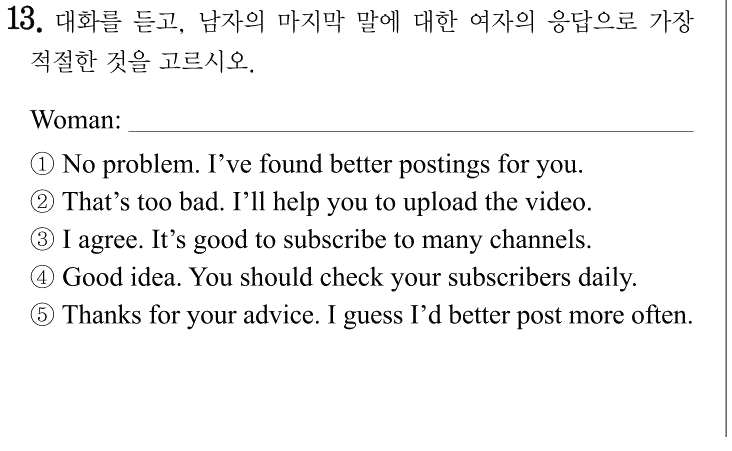 13. 대화를 듣고, 남자의 마지막 말에 대한 여자의 응답으로 가장
적절한 것을 고르시오.
Woman:
① No problem. I've found better postings for you.
② That's too bad. I'll help you to upload the video.
③ I agree. It's good to subscribe to many channels.
④ Good idea. You should check your subscribers daily.
⑤ Thanks for your advice. I guess I'd better post more often.